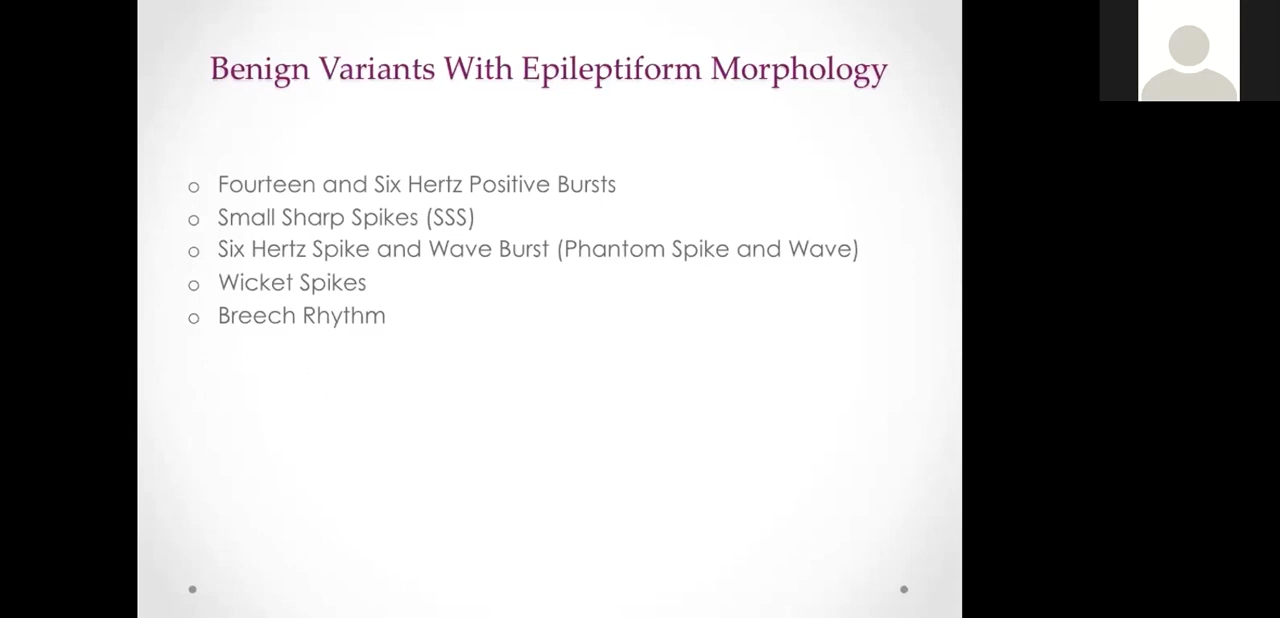 Benign Variants With Epileptiform Morphology
Fourteen and Six Hertz Positive Bursts
Small Sharp Spikes (SSS)
Six Hertz Spike and Wave Burst (Phantom Spike and Wave)
Wicket Spikes
Breech Rhythm